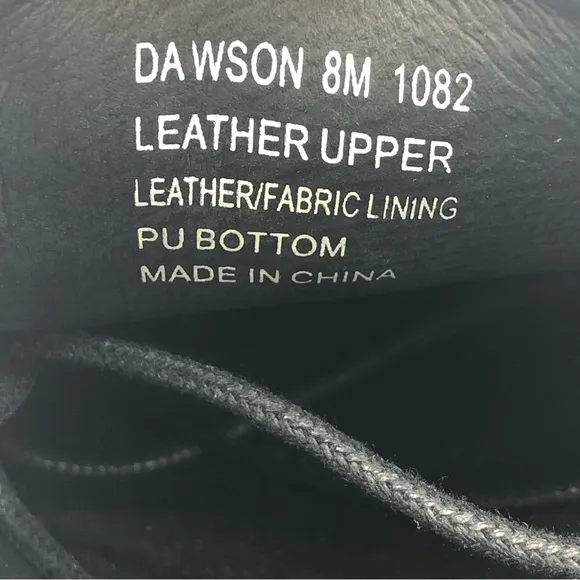 DAWSON 8M 1082
LEATHER UPPER
LEATHER/FABRIC LINING
PU BOTTOM
MADE IN CHINA